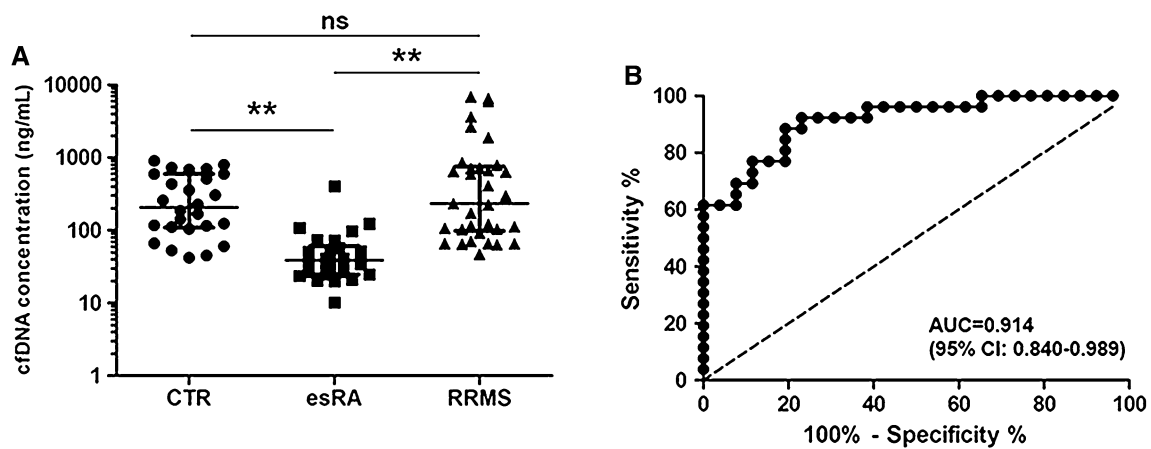 A
ns
**
**
cfDNA concentration (ng/mL)
10000
1000
100
10
1
CTR
esRA
RRMS
B
Sensitivity %
100
80
60
40
20
0
AUC=0.914
(95% CI: 0.840-0.989)
0
20
40
60
80
100
100% - Specificity %